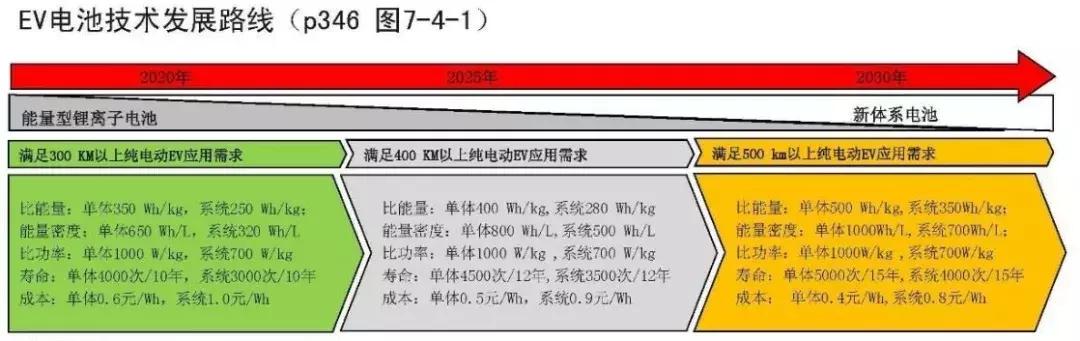 EV电池技术发展路线（p346 图7-4-1）
2020年
2025年
2030年
能量型锂离子电池
新体系电池
满足300 KM以上纯电动EV应用需求
满足400 KM以上纯电动EV应用需求
满足500 km以上纯电动EV应用需求
比能量：单体350 Wh/kg，系统250 Wh/kg；
能量密度：单体650 Wh/L，系统320 Wh/L
比功率：单体1000 W/kg，系统700 W/kg
寿命：单体4000次/10年，系统3000次/10年
成本：单体0.6元/Wh，系统1.0元/Wh
比能量：单体400 Wh/kg,系统280 Wh/kg
能量密度：单体800 Wh/L,系统500 Wh/L
比功率：单体1000 W/kg ,系统700 W/kg
寿命：单体4500次/12年,系统3500次/12年
成本：单体0.5元/Wh，系统0.9元/Wh
比能量：单体500 Wh/kg,系统350Wh/kg；
能量密度：单体1000Wh/L,系统700Wh/L；
比功率：单体1000W/kg ,系统700W/kg
寿命：单体5000次/15年,系统4000次/15年
成本： 单体0.4元/Wh，系统0.8元/Wh